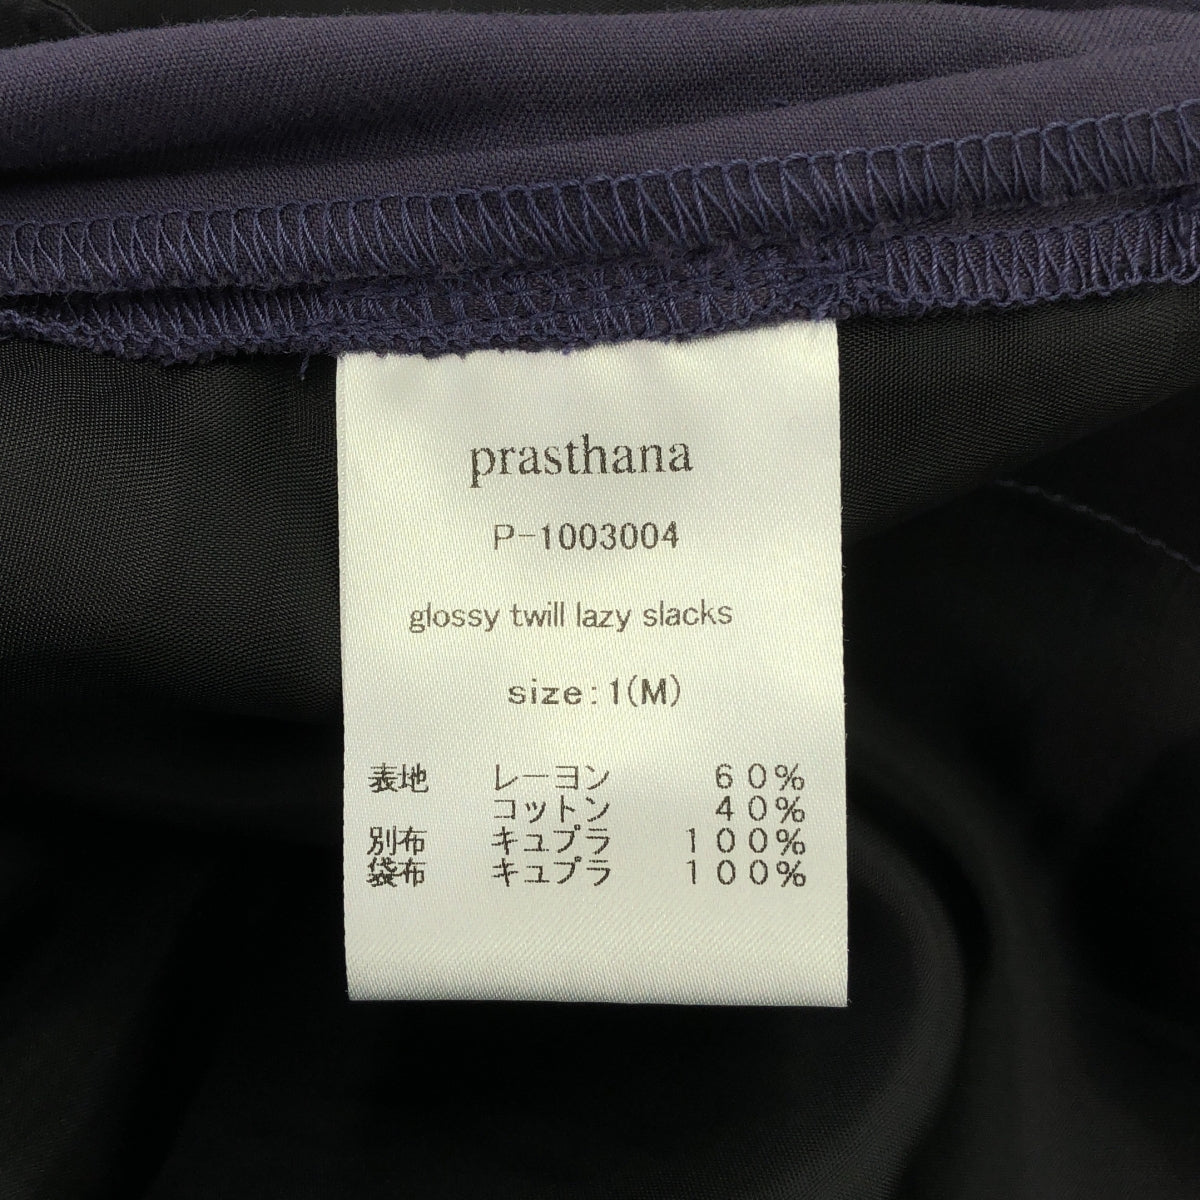 prasthana
P-1003004
glossy twill lazy slacks
size:1(M)
表地 レーヨン 60%
コットン 40%
別布 キュプラ 100%
袋布 キュプラ 100%